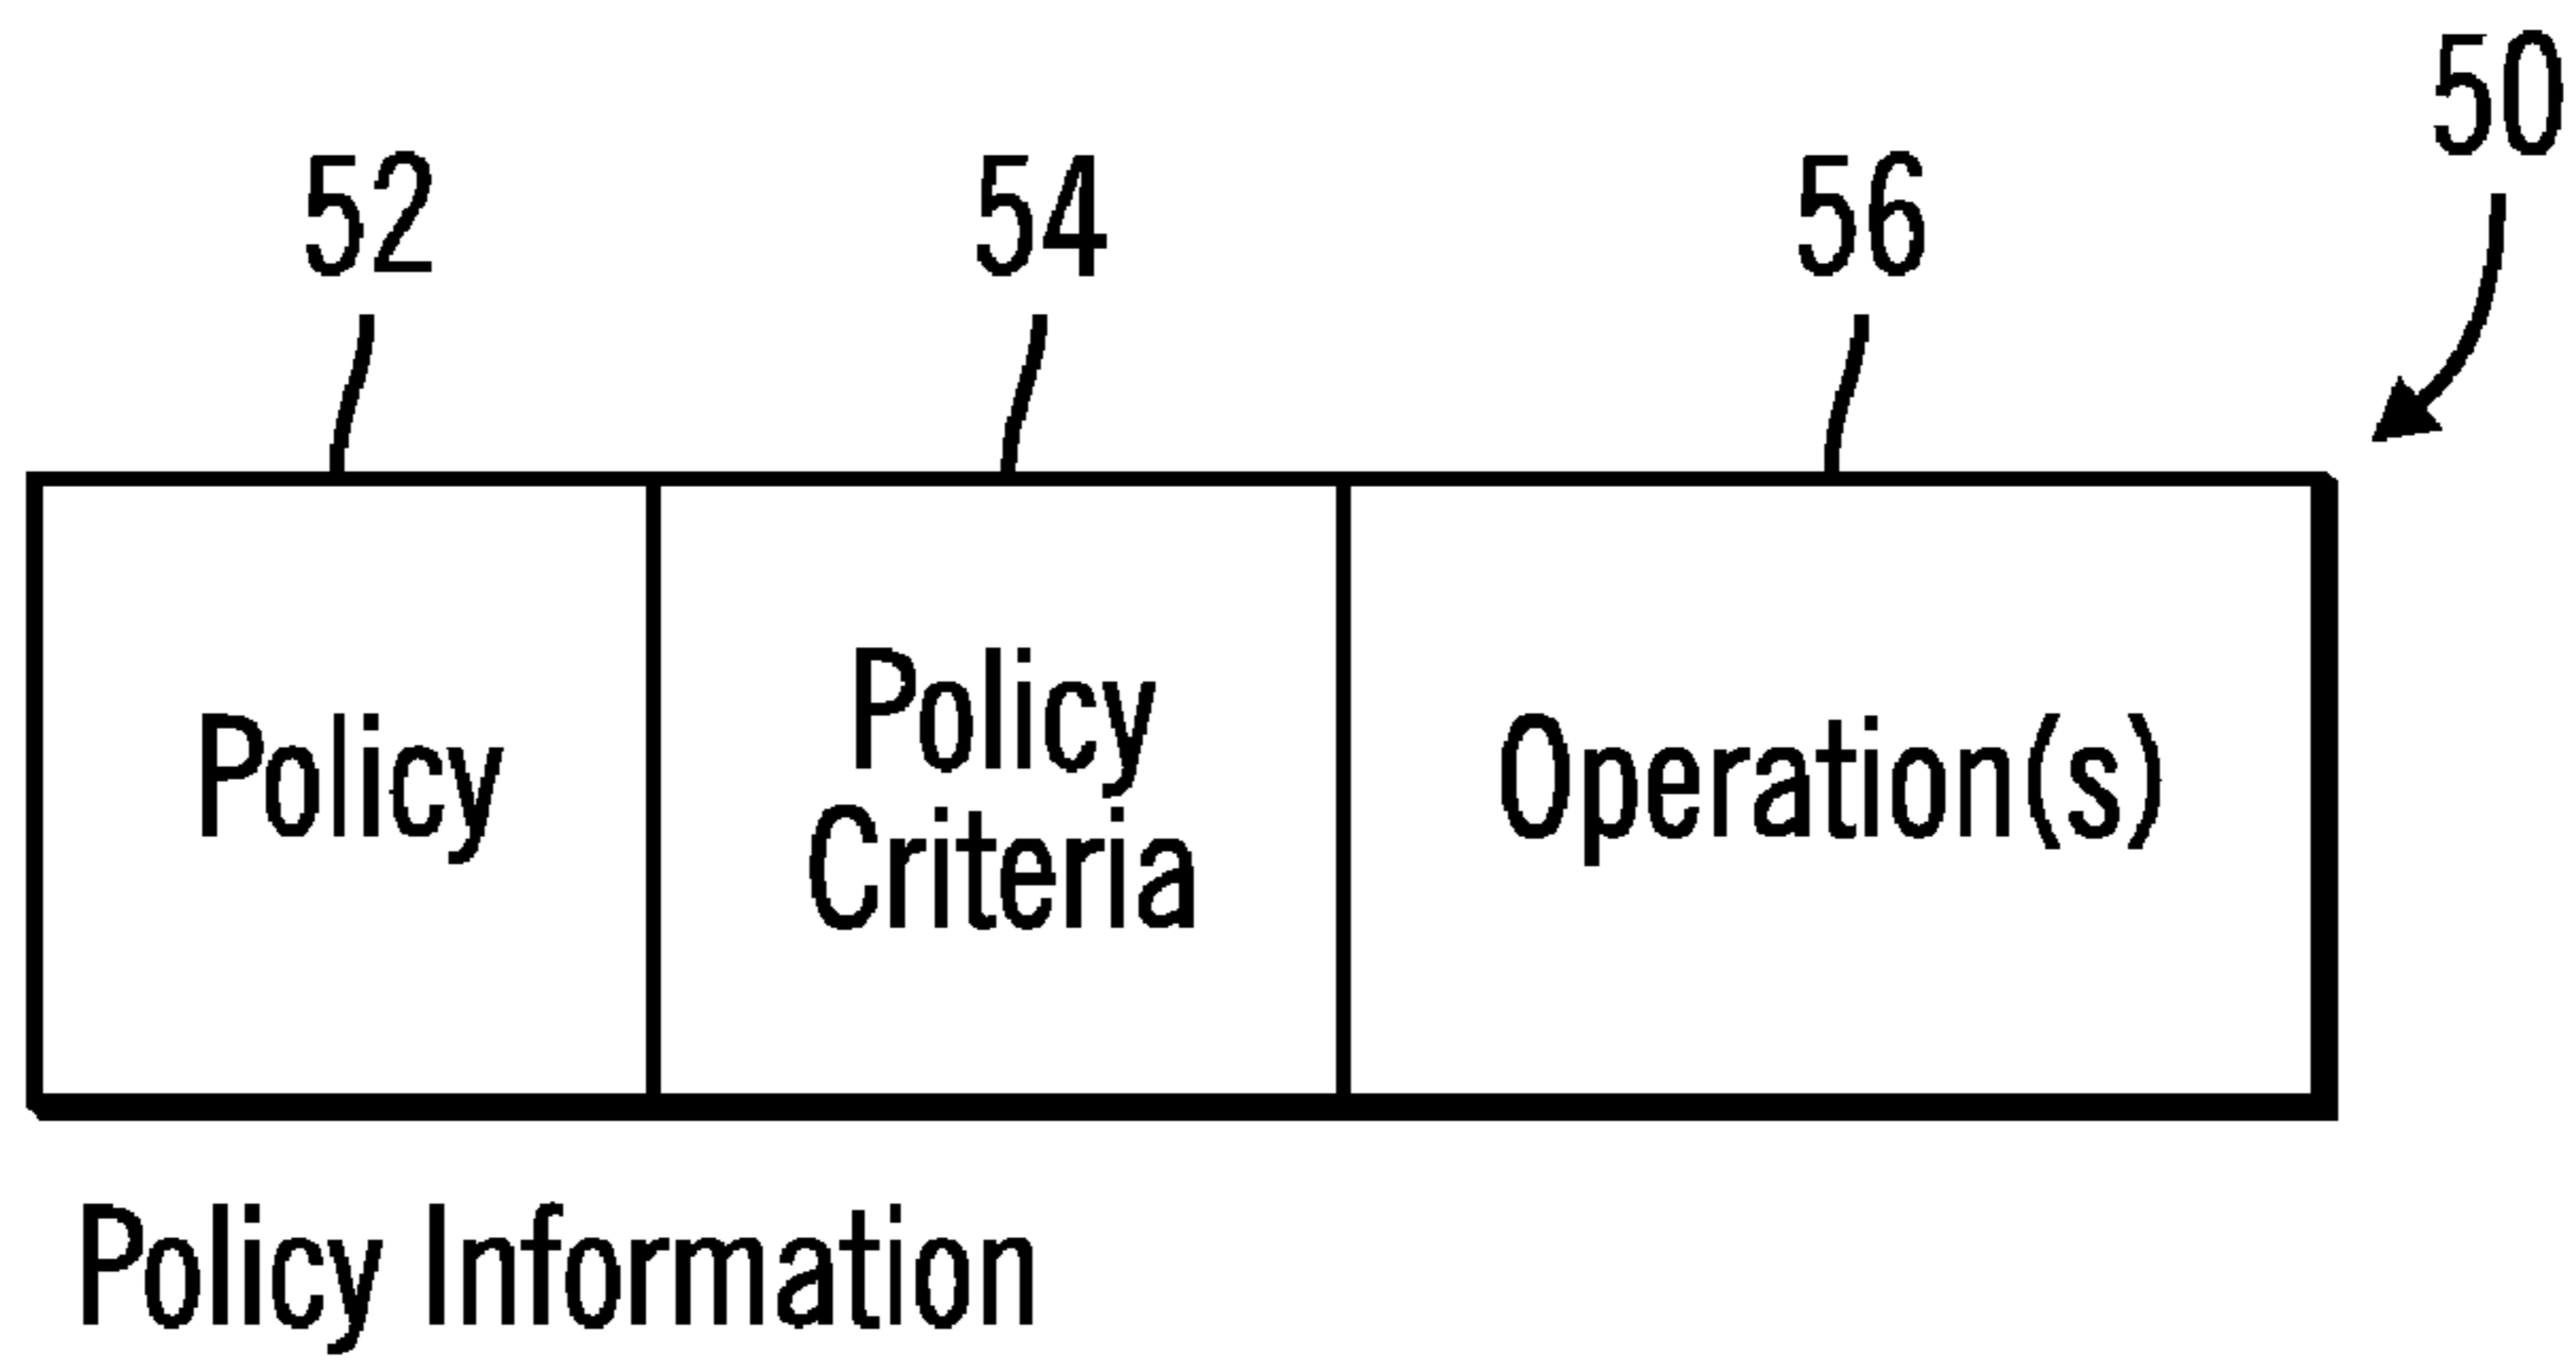 50
52
54
56
Policy
Policy
Criteria
Operation(s)
Policy Information